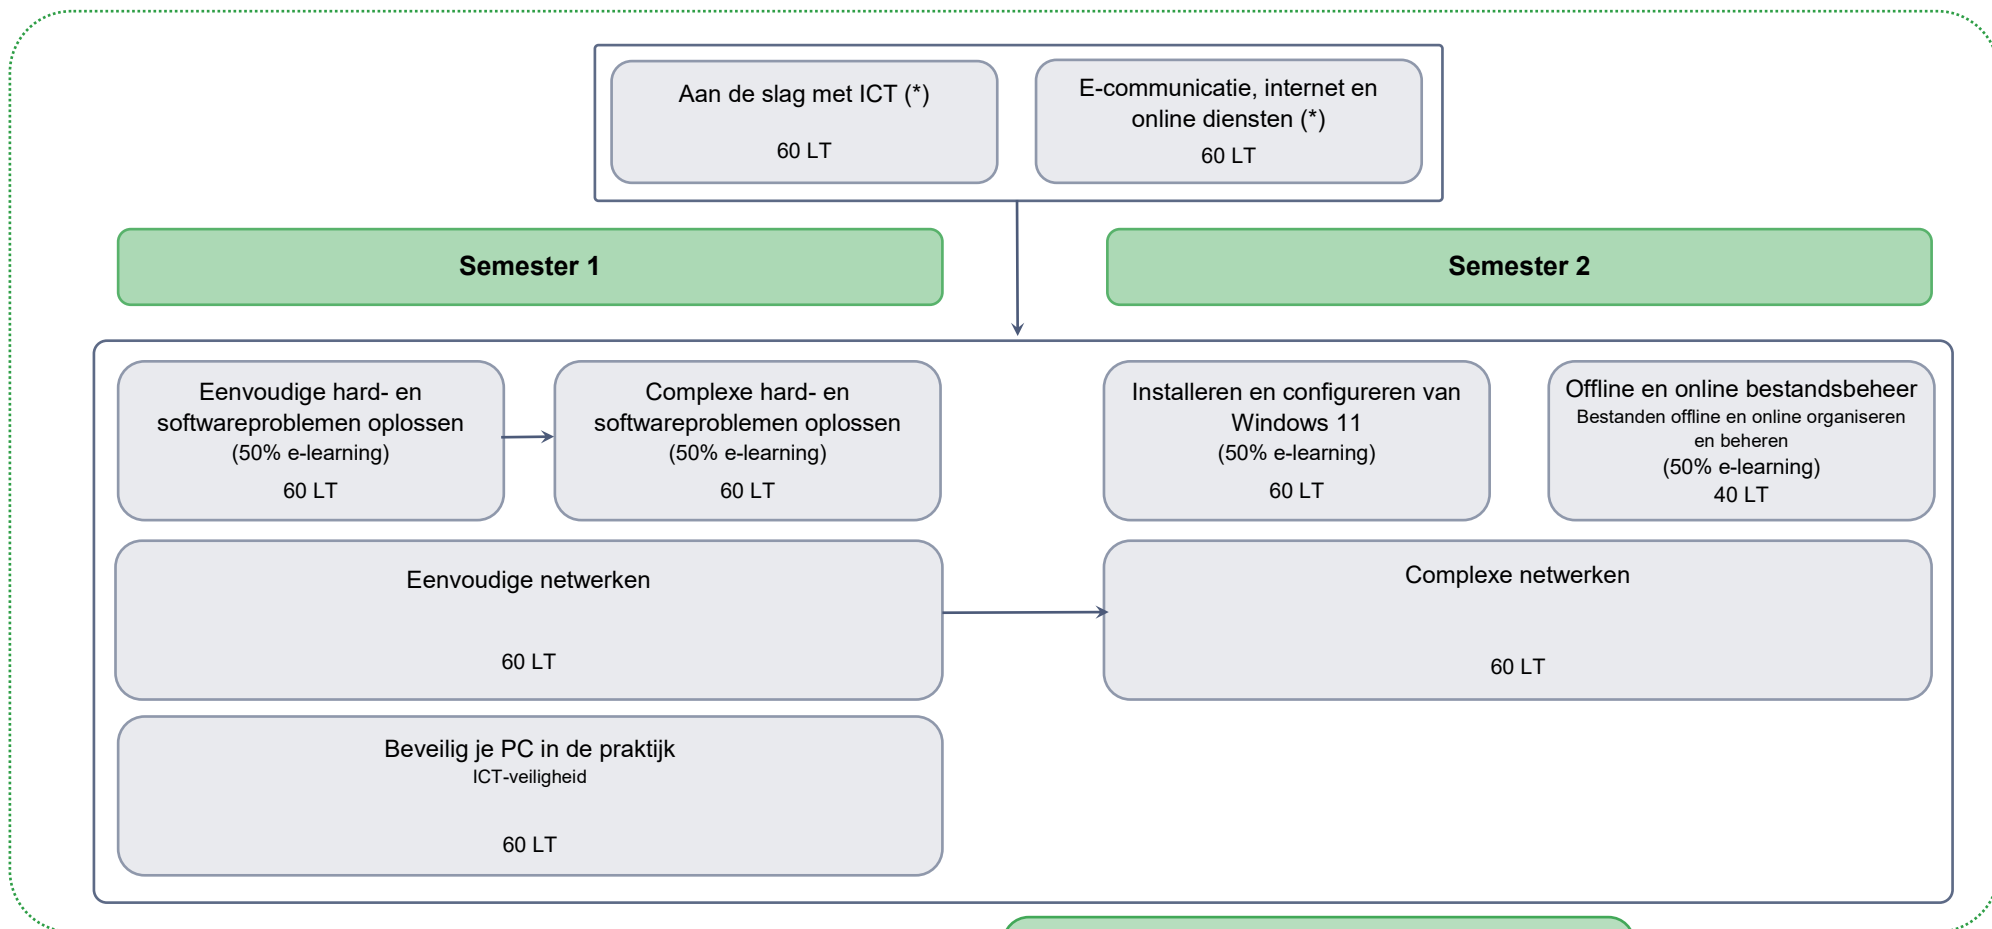 Aan de slag met ICT (*)
60 LT
E-communicatie, internet en
online diensten (*)
60 LT
Semester 1
Semester 2
Eenvoudige hard- en
softwareproblemen oplossen
(50% e-learning)
60 LT
Complexe hard- en
softwareproblemen oplossen
(50% e-learning)
60 LT
Installeren en configureren van
Windows 11
(50% e-learning)
60 LT
Offline en online bestandsbeheer
Bestanden offline en online organiseren
en beheren
(50% e-learning)
40 LT
Eenvoudige netwerken
60 LT
Complexe netwerken
60 LT
Beveilig je PC in de praktijk
ICT-veiligheid
60 LT